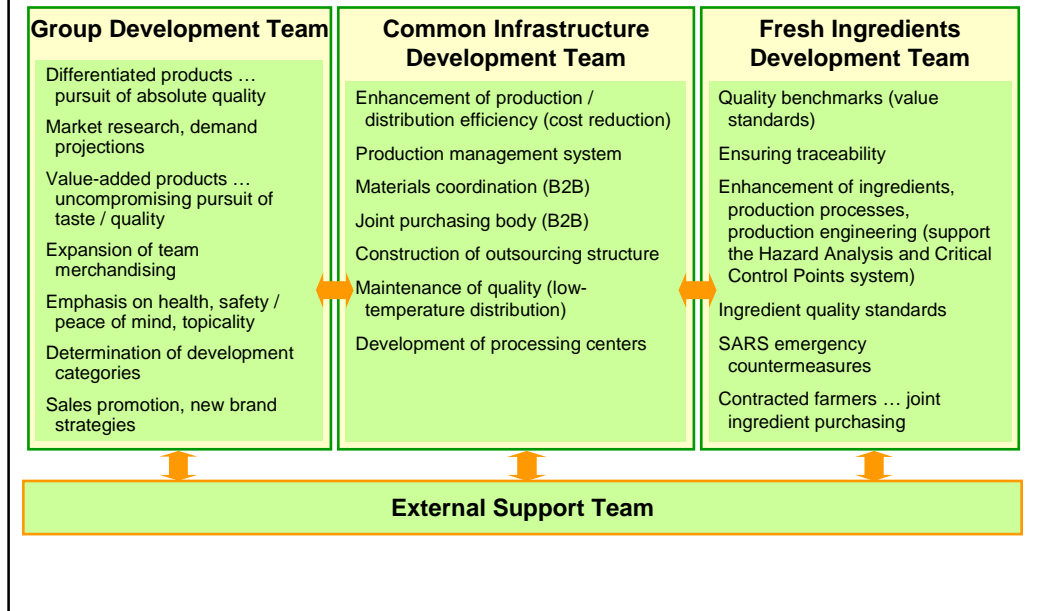 Group Development Team
Differentiated products …
pursuit of absolute quality
Market research, demand
projections
Value-added products …
uncompromising pursuit of
taste / quality
Expansion of team
merchandising
Emphasis on health, safety /
peace of mind, topicality
Determination of development
categories
Sales promotion, new brand
strategies
Common Infrastructure
Development Team
Enhancement of production /
distribution efficiency (cost reduction)
Production management system
Materials coordination (B2B)
Joint purchasing body (B2B)
Construction of outsourcing structure
Maintenance of quality (low-
temperature distribution)
Development of processing centers
Fresh Ingredients
Development Team
Quality benchmarks (value
standards)
Ensuring traceability
Enhancement of ingredients,
production processes,
production engineering (support
the Hazard Analysis and Critical
Control Points system)
Ingredient quality standards
SARS emergency
countermeasures
Contracted farmers … joint
ingredient purchasing
External Support Team